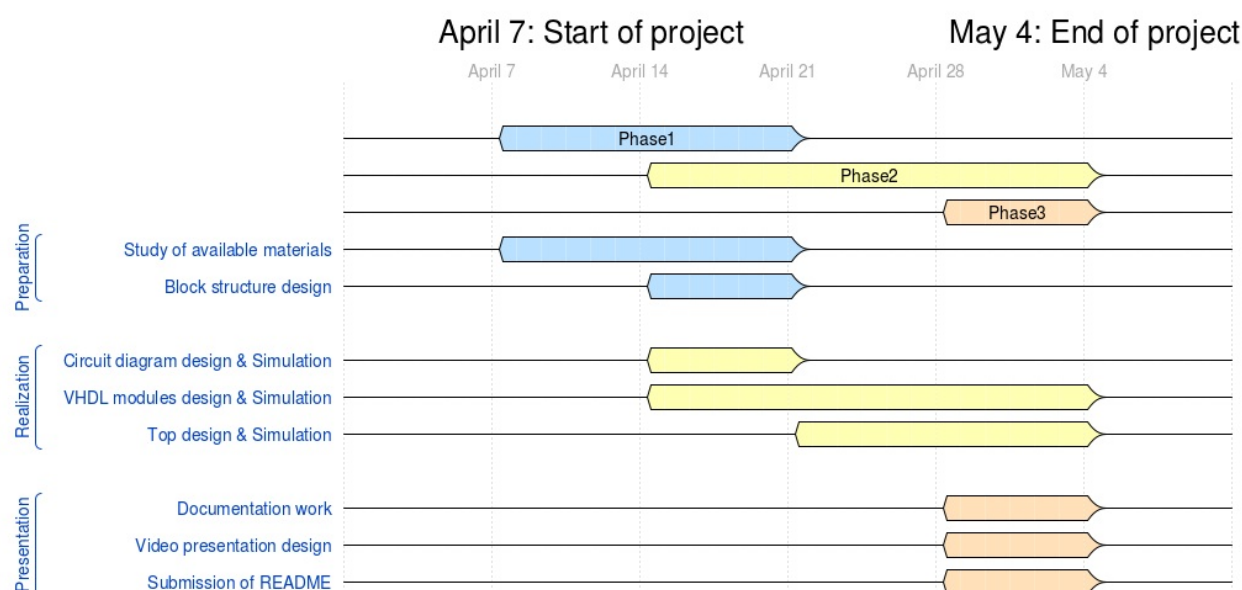 April 7: Start of project May 4: End of project
April 7 April 14 April 21 April 28 May 4
Phase1
Phase2
Phase3
Preparation
Study of available materials
Block structure design
Realization
Circuit diagram design & Simulation
VHDL modules design & Simulation
Top design & Simulation
Presentation
Documentation work
Video presentation design
Submission of README